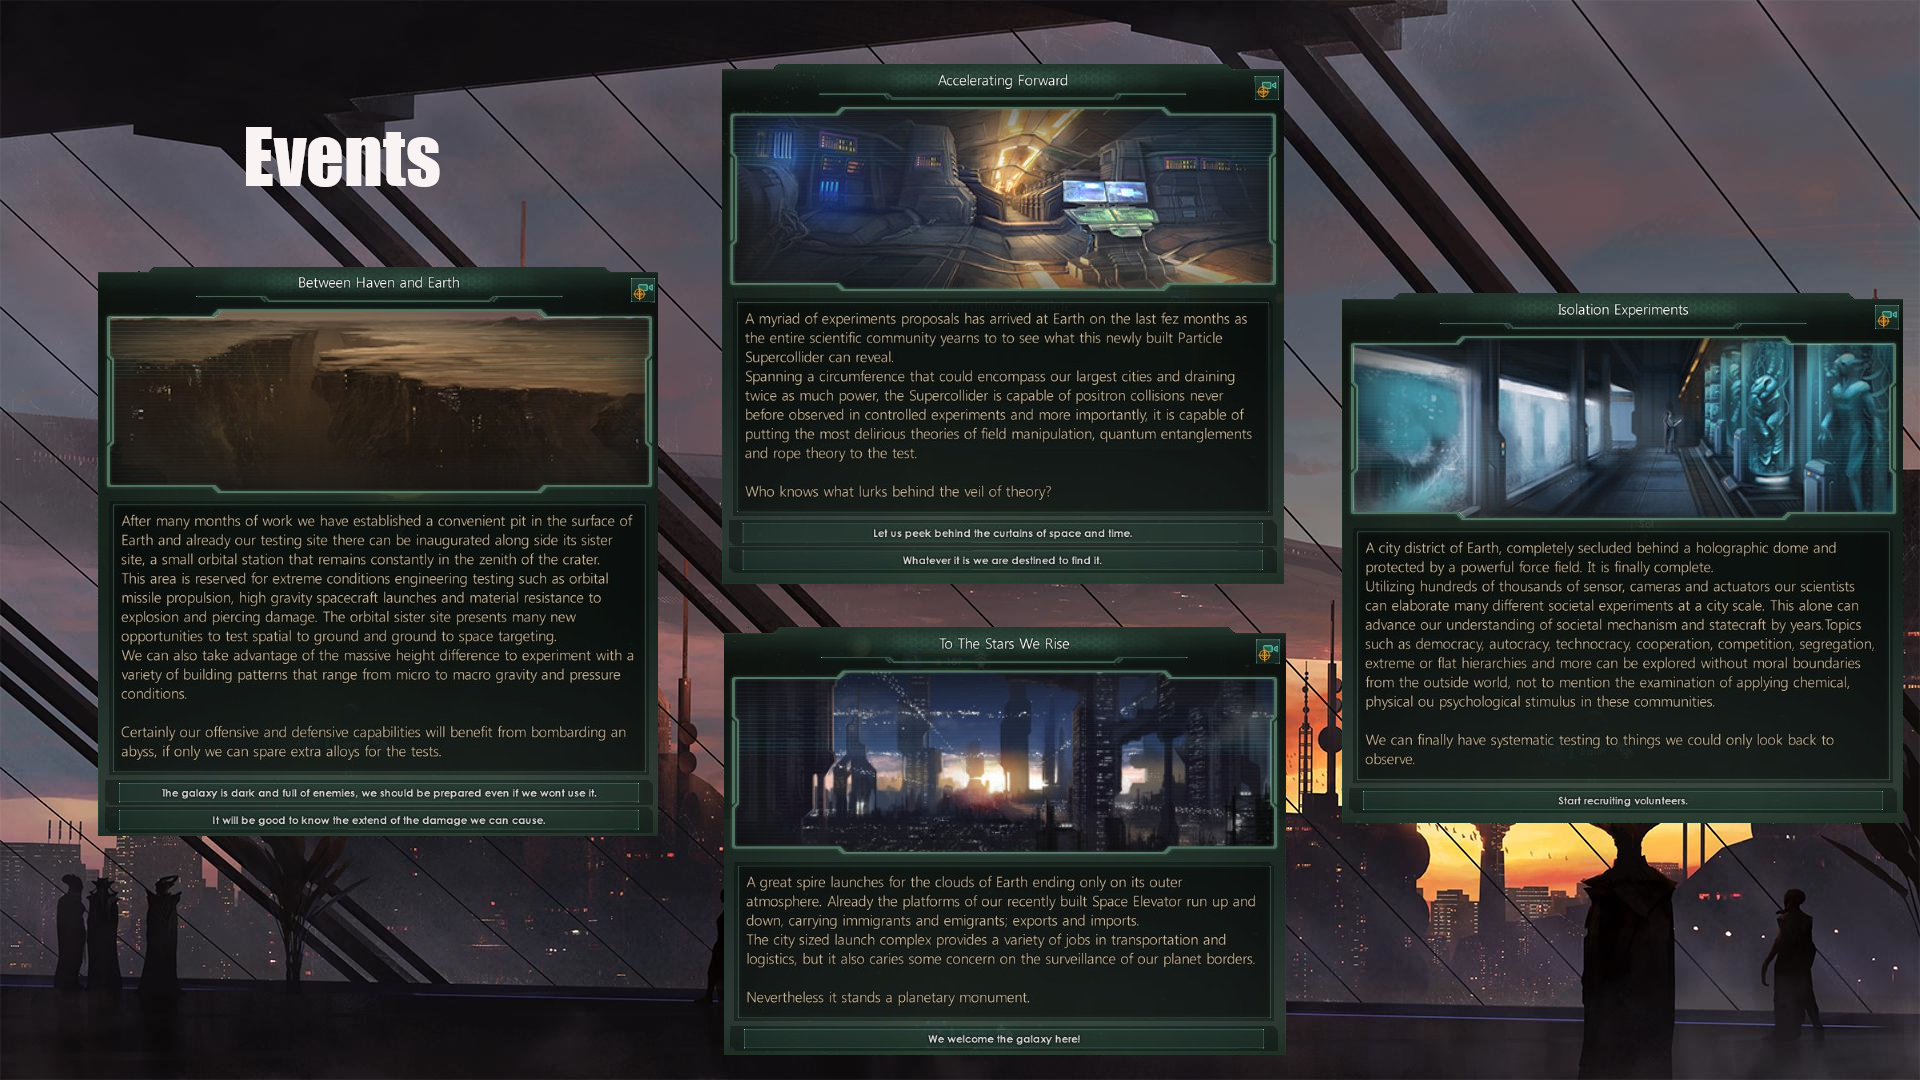 Events
Between Haven and Earth
After many months of work we have established a convenient pit in the surface of
Earth and already our testing site there can be inaugurated along side its sister
site, a small orbital station that remains constantly in the zenith of the crater.
This area is reserved for extreme conditions engineering testing such as orbital
missile propulsion, high gravity spacecraft launches and material resistance to
explosion and piercing damage. The orbital sister site presents many new
opportunities to test spatial to ground and ground to space targeting.
We can also take advantage of the massive height difference to experiment with a
variety of building patterns that range from micro to macro gravity and pressure
conditions.
Certainly our offensive and defensive capabilities will benefit from bombarding an
abyss, if only we can spare extra alloys for the tests.
The galaxy is dark and full of enemies, we should be prepared even if we wont use it.
It will be good to know the extend of the damage we can cause.
Accelerating Forward
A myriad of experiments proposals has arrived at Earth on the last fez months as
the entire scientific community yearns to to see what this newly built Particle
Supercollider can reveal.
Spanning a circumference that could encompass our largest cities and draining
twice as much power, the Supercollider is capable of positron collisions never
before observed in controlled experiments and more importantly, it is capable of
putting the most delirious theories of field manipulation, quantum entanglements
and rope theory to the test.
Who knows what lurks behind the veil of theory?
Let us peek behind the curtains of space and time.
Whatever it is we are destined to find it.
To The Stars We Rise
A great spire launches for the clouds of Earth ending only on its outer
atmosphere. Already the platforms of our recently built Space Elevator run up and
down, carrying immigrants and emigrants; exports and imports.
The city sized launch complex provides a variety of jobs in transportation and
logistics, but it also caries some concern on the surveillance of our planet borders.
Nevertheless it stands a planetary monument.
We welcome the galaxy here!
Isolation Experiments
A city district of Earth, completely secluded behind a holographic dome and
protected by a powerful force field. It is finally complete.
Utilizing hundreds of thousands of sensor, cameras and actuators our scientists
can elaborate many different societal experiments at a city scale. This alone can
advance our understanding of societal mechanism and statecraft by years.Topics
such as democracy, autocracy, technocracy, cooperation, competition, segregation,
extreme or flat hierarchies and more can be explored without moral boundaries
from the outside world, not to mention the examination of applying chemical,
physical ou psychological stimulus in these communities.
We can finally have systematic testing to things we could only look back to
observe.
Start recruiting volunteers.